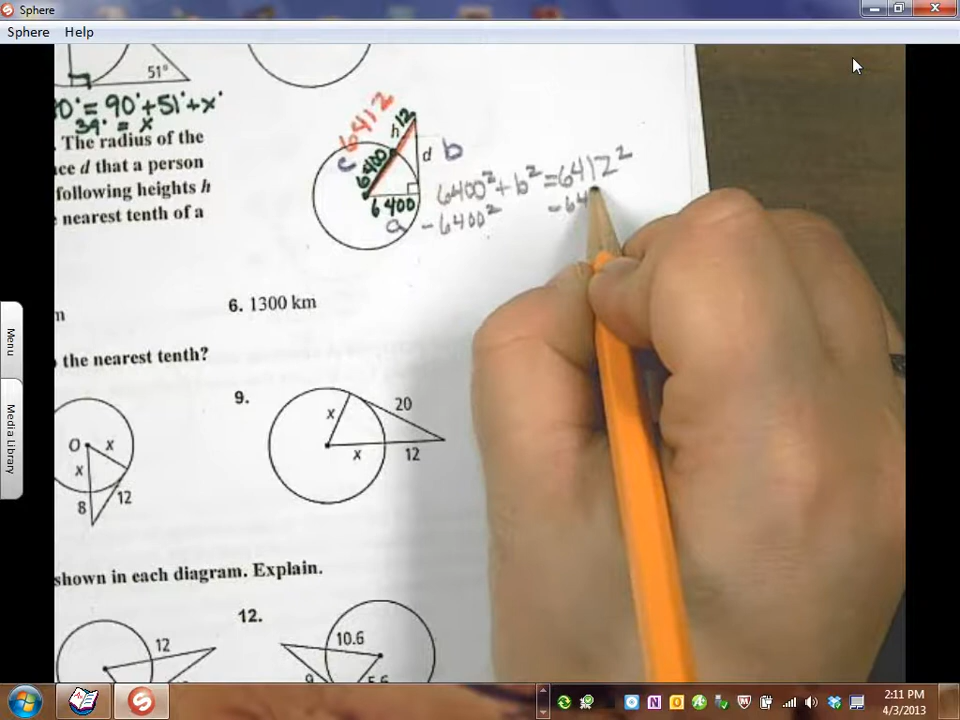 Sphere
Sphere Help
51°
0° = 90° + 51° + x°
39° = x
. The radius of the
ce d that a person
following heights h
e nearest tenth of a
6412
12
h
c
6400
d
b
6400
a
6400² + b² = 6412²
- 6400²
- 64
m
6. 1300 km
o the nearest tenth?
Menu
Media Library
O
x
x
8
12
9.
x
20
x
12
shown in each diagram. Explain.
12
12.
10.6
9
5.6
2:11 PM
4/3/2013